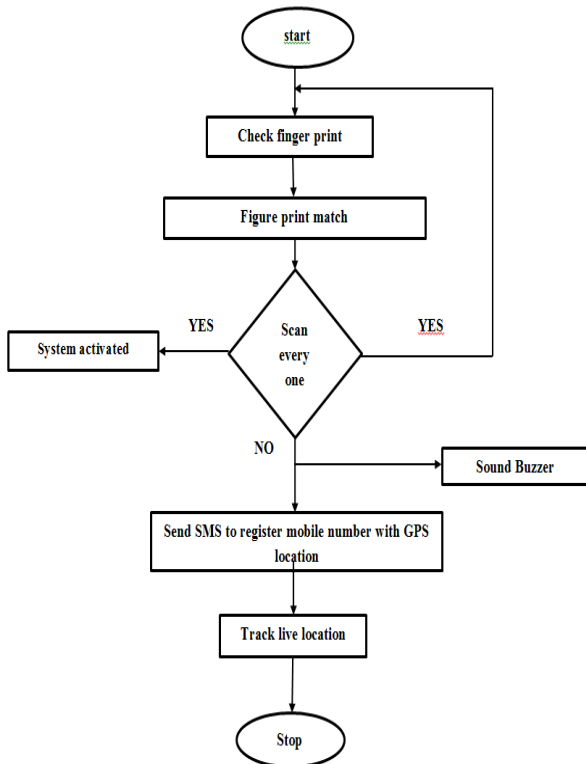 start
Check finger print
Figure print match
YES
YES
Scan
every
one
System activated
NO
Sound Buzzer
Send SMS to register mobile number with GPS
location
Track live location
Stop